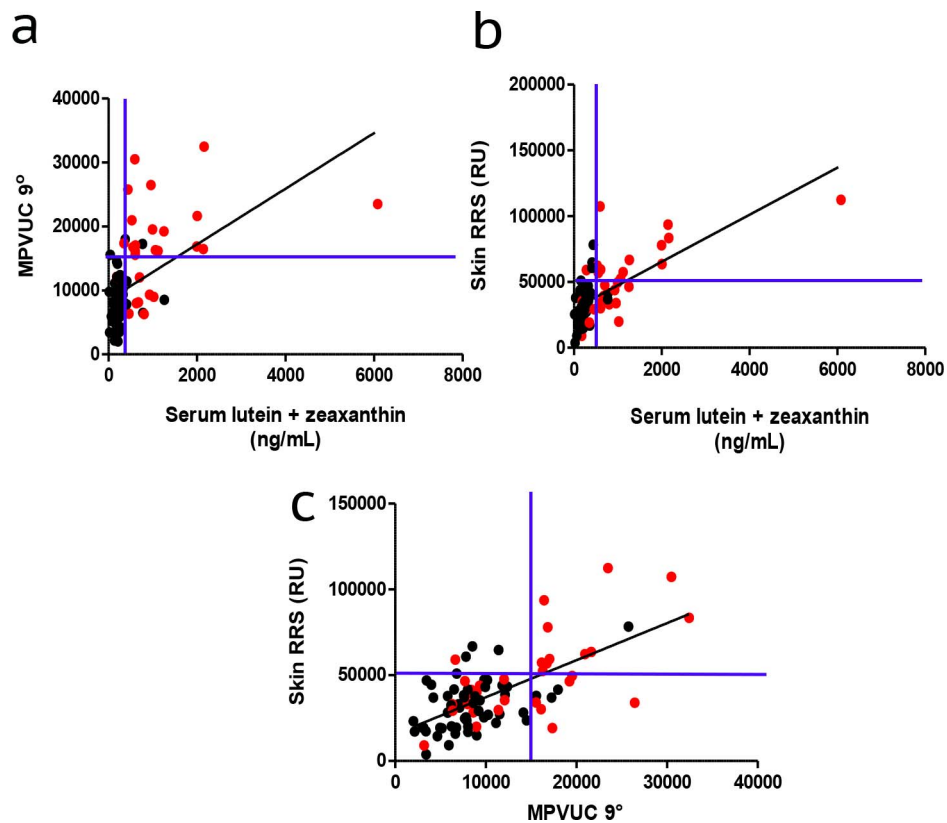 a
MPVUC 9°
40000
30000
20000
10000
0
0 2000 4000 6000 8000
Serum lutein + zeaxanthin
(ng/mL)
b
Skin RRS (RU)
200000
150000
100000
50000
0
0 2000 4000 6000 8000
Serum lutein + zeaxanthin
(ng/mL)
c
Skin RRS (RU)
150000
100000
50000
0
0 10000 20000 30000 40000
MPVUC 9°